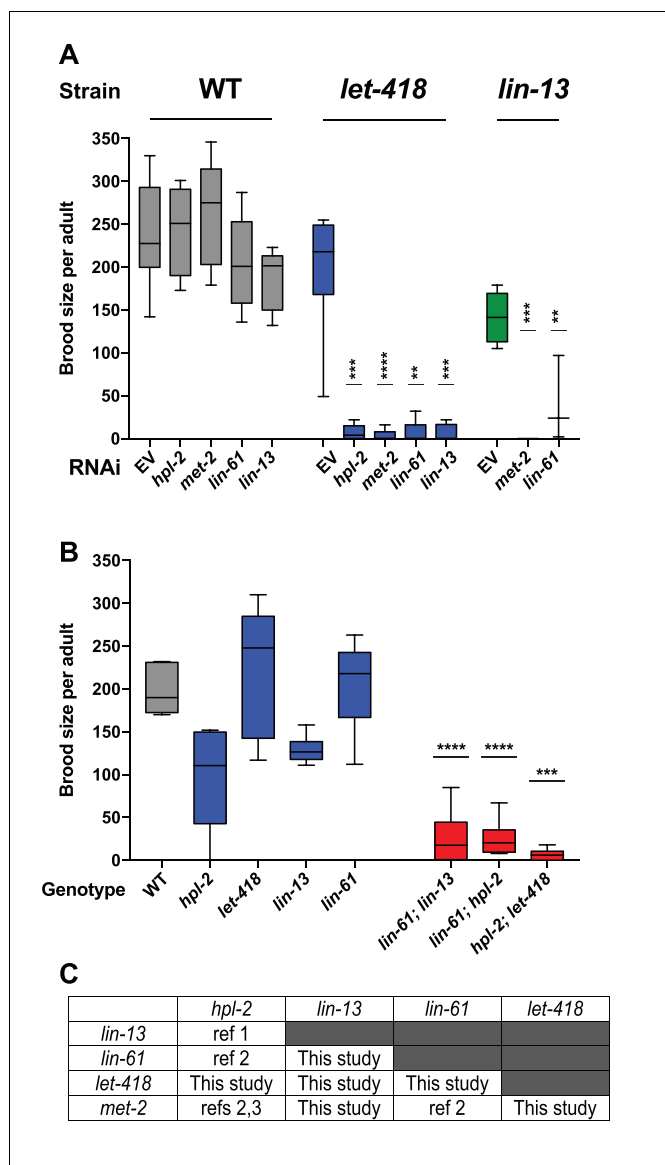 A
Strain WT let-418 lin-13
Brood size per adult
350
300
250
200
150
100
50
0
*** **** ** *** *** **
RNAi EV hpl-2 met-2 lin-61 lin-13 EV hpl-2 met-2 lin-61 lin-13 EV met-2 lin-61
B
Brood size per adult
350
300
250
200
150
100
50
0
**** **** ***
Genotype WT hpl-2 let-418 lin-13 lin-61 lin-61; lin-13 lin-61; hpl-2 hpl-2; let-418
C
hpl-2 lin-13 lin-61 let-418
lin-13 ref 1
lin-61 ref 2 This study
let-418 This study This study This study
met-2 refs 2,3 This study ref 2 This study